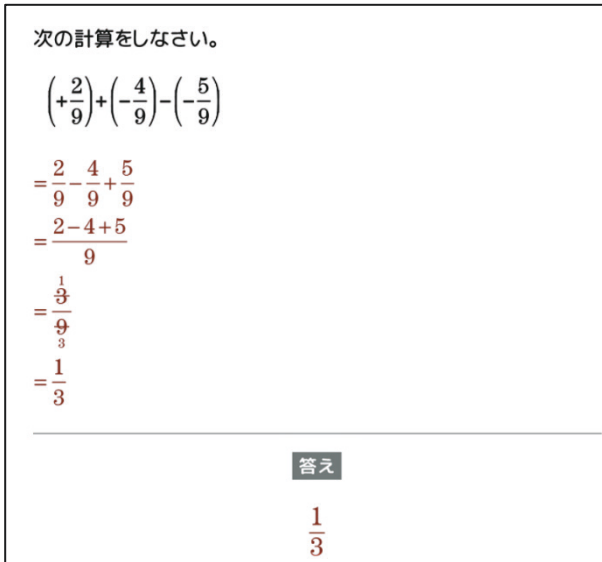 次の計算をしなさい。
(+2/9)+(-4/9)-(-5/9)
=2/9-4/9+5/9
=(2-4+5)/9
=3/9 1 3
=1/3
答え
1/3